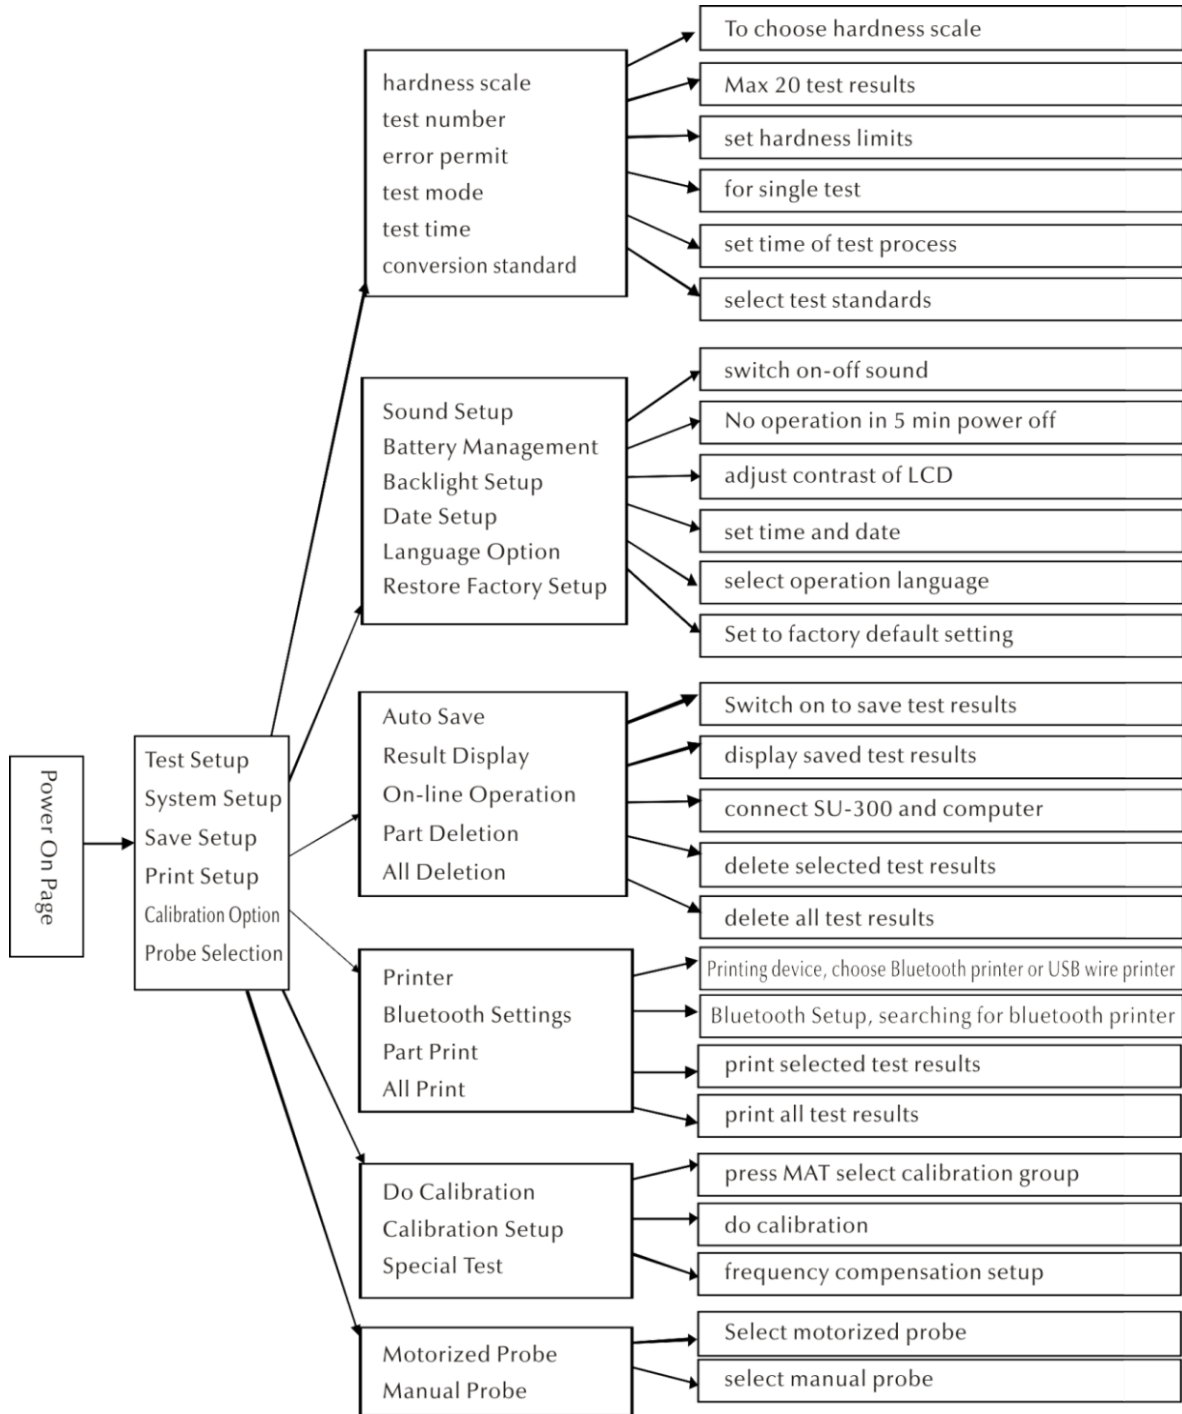 Power On Page
Test Setup
System Setup
Save Setup
Print Setup
Calibration Option
Probe Selection
hardness scale
test number
error permit
test mode
test time
conversion standard
To choose hardness scale
Max 20 test results
set hardness limits
for single test
set time of test process
select test standards
Sound Setup
Battery Management
Backlight Setup
Date Setup
Language Option
Restore Factory Setup
switch on-off sound
No operation in 5 min power off
adjust contrast of LCD
set time and date
select operation language
Set to factory default setting
Auto Save
Result Display
On-line Operation
Part Deletion
All Deletion
Switch on to save test results
display saved test results
connect SU-300 and computer
delete selected test results
delete all test results
Printer
Bluetooth Settings
Part Print
All Print
Printing device, choose Bluetooth printer or USB wire printer
Bluetooth Setup, searching for bluetooth printer
print selected test results
print all test results
Do Calibration
Calibration Setup
Special Test
press MAT select calibration group
do calibration
frequency compensation setup
Motorized Probe
Manual Probe
Select motorized probe
select manual probe